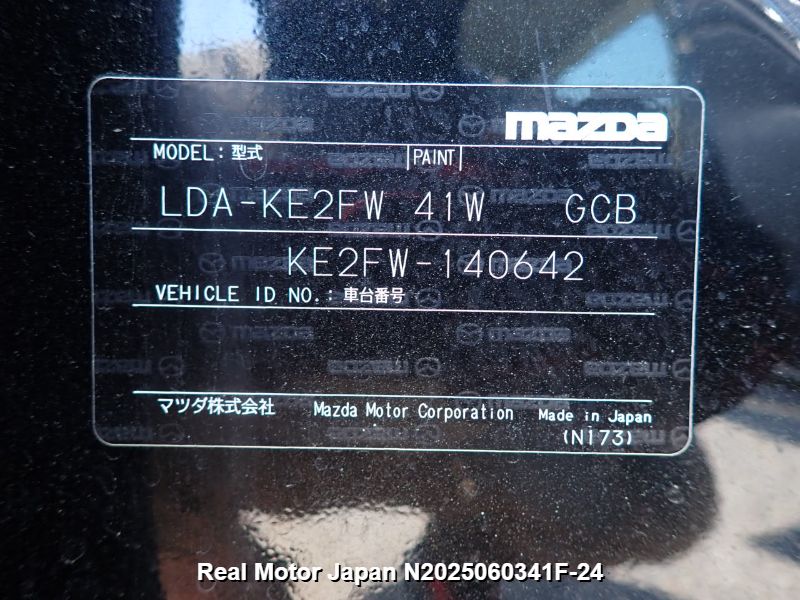 mazda
MODEL: 型式 PAINT
LDA-KE2FW 41W GCB
KE2FW-140642
VEHICLE ID NO.: 車台番号
マツダ株式会社 Mazda Motor Corporation Made in Japan
(N173)
Real Motor Japan N2025060341F-24